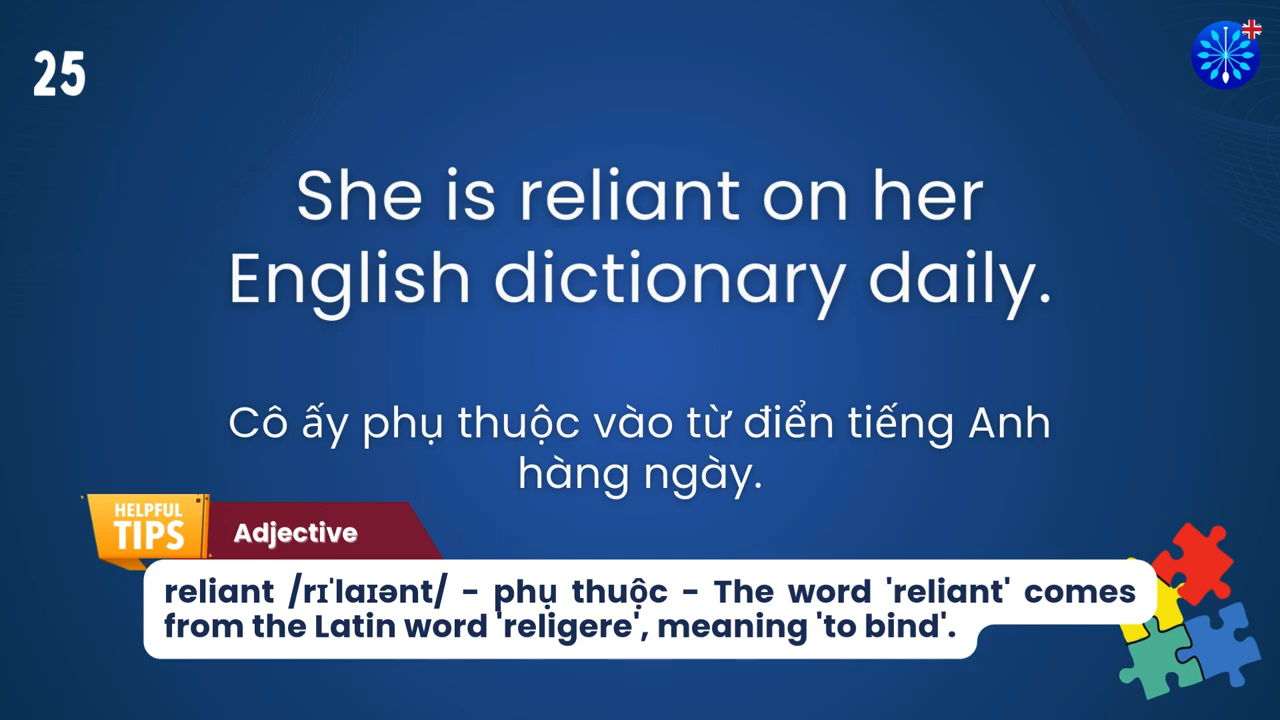 25
She is reliant on her
English dictionary daily.
Cô ấy phụ thuộc vào từ điển tiếng Anh
hàng ngày.
HELPFUL
TIPS
Adjective
reliant /rɪˈlaɪənt/ - phụ thuộc - The word 'reliant' comes
from the Latin word 'religere', meaning 'to bind'.